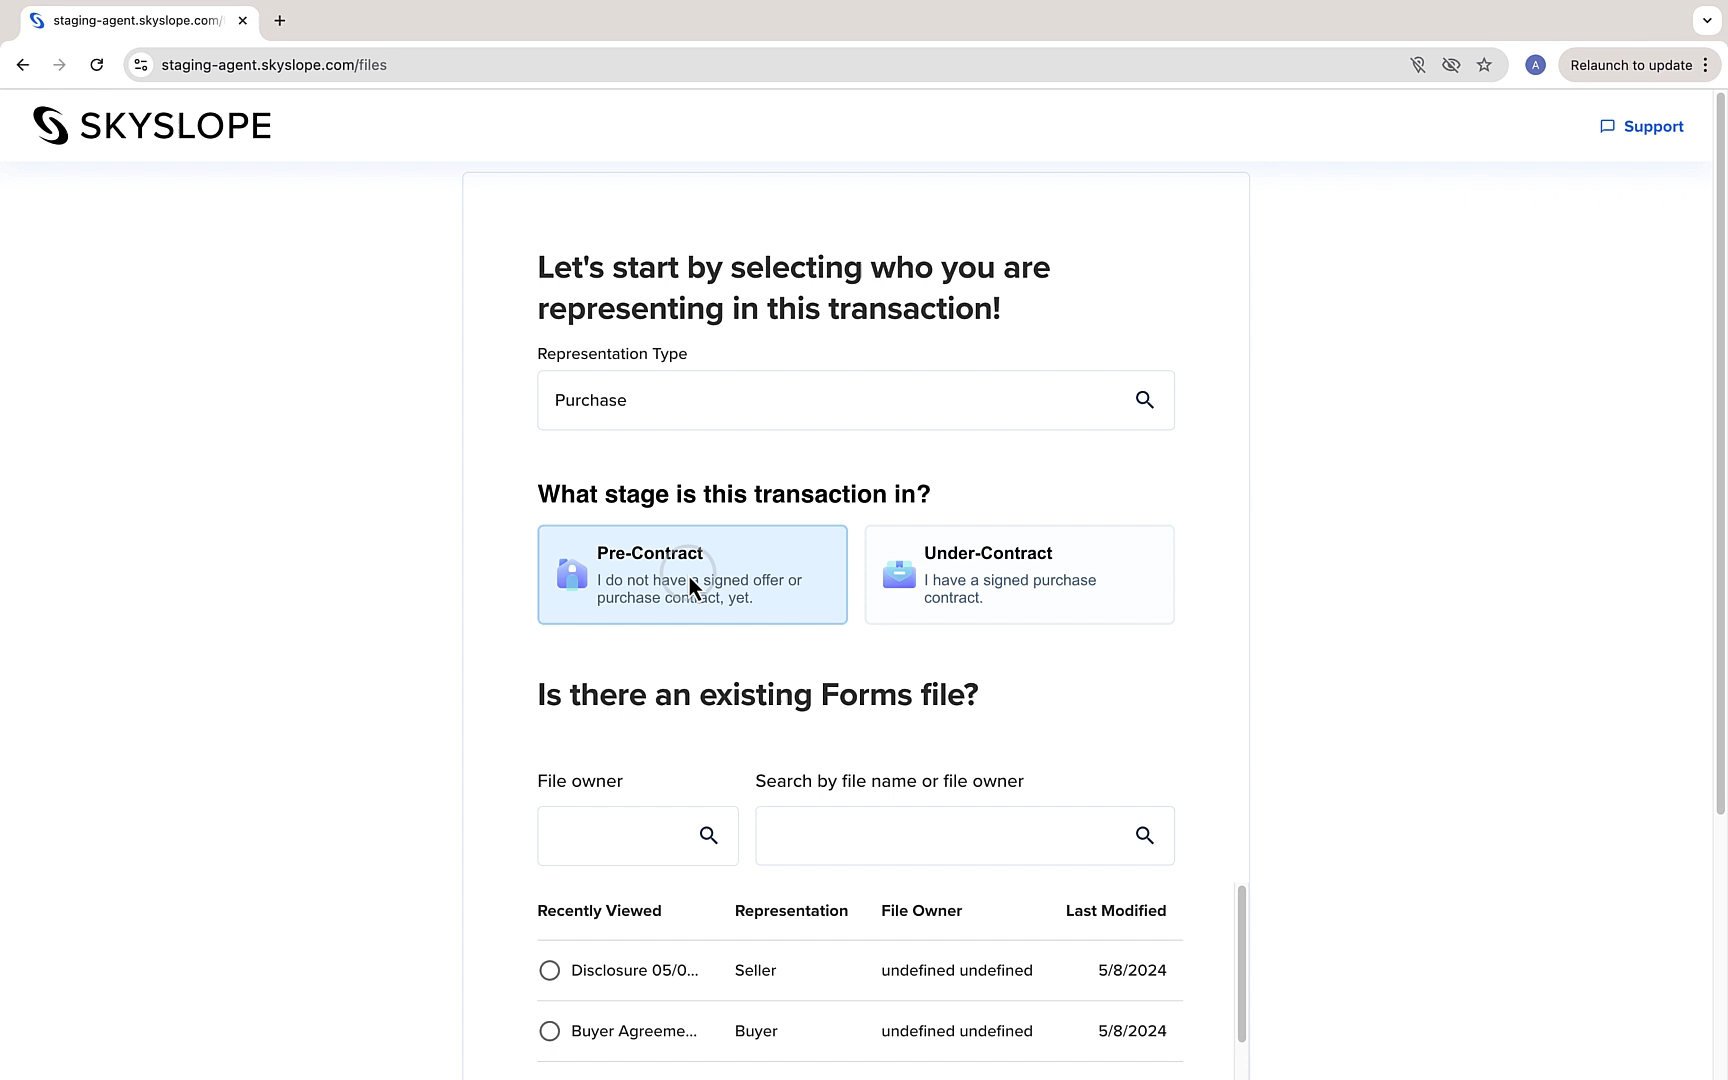 staging-agent.skyslope.com/
staging-agent.skyslope.com/files
A
Relaunch to update
SKYSLOPE
Support
Let's start by selecting who you are
representing in this transaction!
Representation Type
Purchase
What stage is this transaction in?
Pre-Contract
I do not have a signed offer or
purchase contract, yet.
Under-Contract
I have a signed purchase
contract.
Is there an existing Forms file?
File owner
Search by file name or file owner
Recently Viewed Representation File Owner Last Modified
Disclosure 05/0... Seller undefined undefined 5/8/2024
Buyer Agreeme... Buyer undefined undefined 5/8/2024